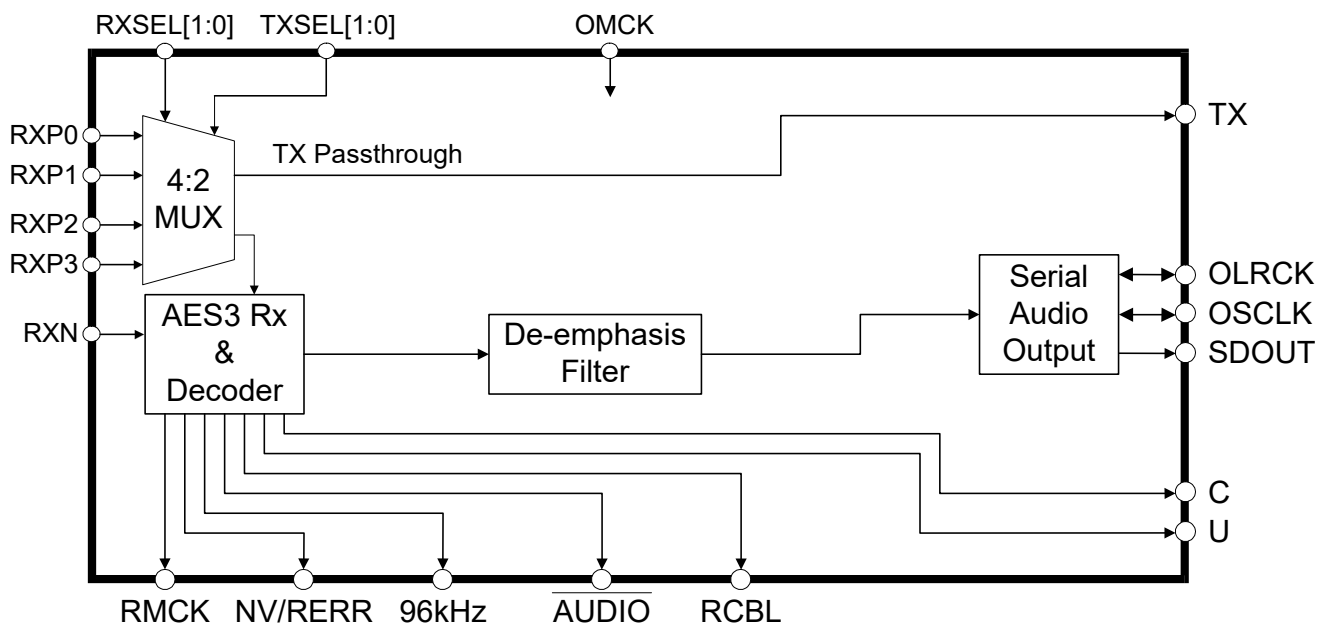 RXSEL[1:0] TXSEL[1:0] OMCK
RXP0
RXP1
RXP2
RXP3
RXN
4:2
MUX
TX Passthrough
TX
AES3 Rx
&
Decoder
De-emphasis
Filter
Serial
Audio
Output
OLRCK
OSCLK
SDOUT
C
U
RMCK NV/RERR 96kHz AUDIO RCBL